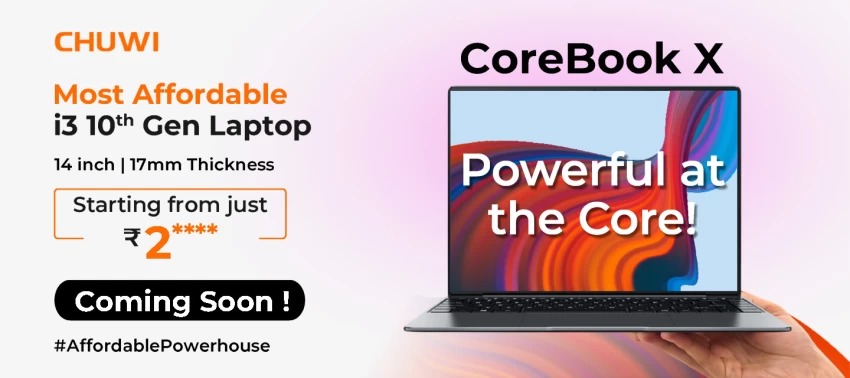 CHUWI
Most Affordable
i3 10th Gen Laptop
14 inch | 17mm Thickness
Starting from just
₹2****
Coming Soon !
#AffordablePowerhouse
CoreBook X
Powerful at
the Core!